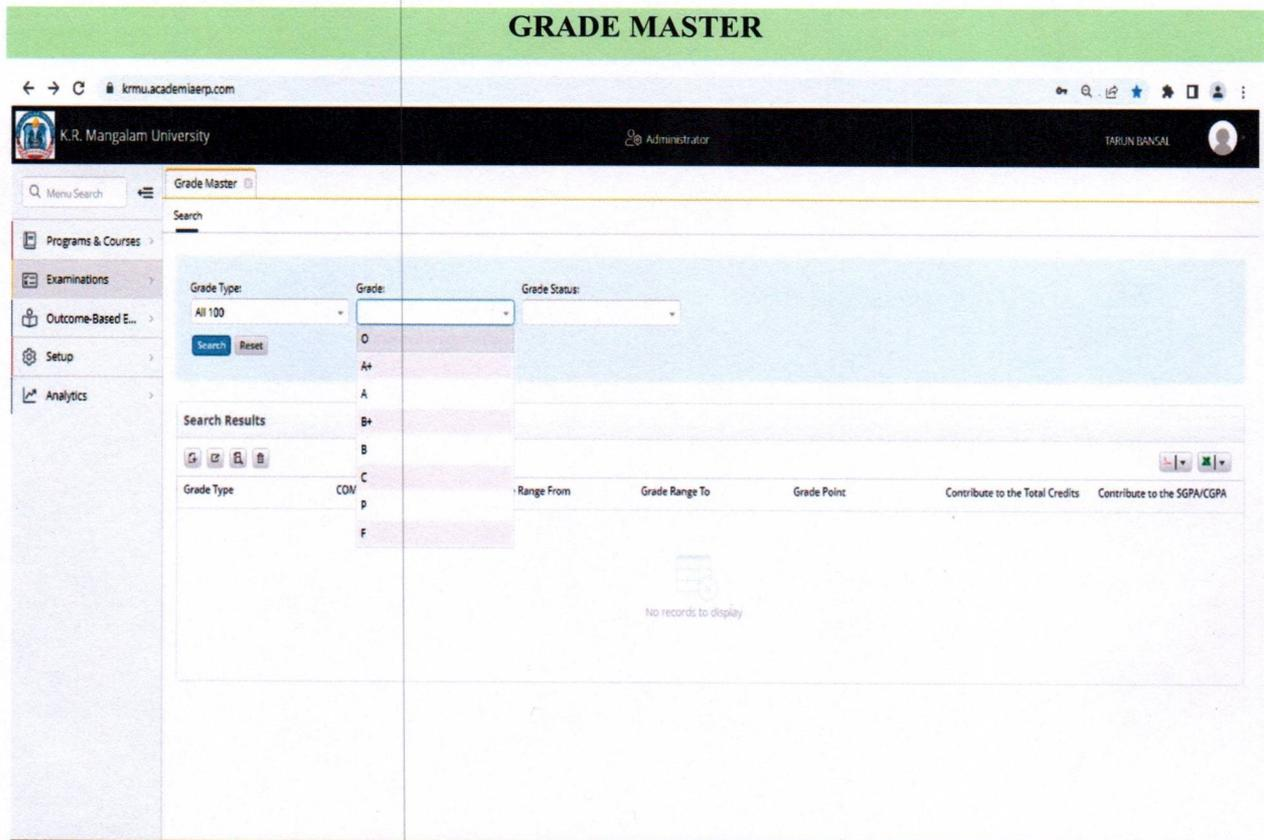 GRADE MASTER
krmu.academiaerp.com
K.R. Mangalam University
Administrator
TARUN BANSAL
Menu Search
Grade Master
Search
Programs & Courses
Examinations
Outcome-Based E...
Setup
Analytics
Grade Type:
Grade:
Grade Status:
All 100
Search
Reset
O
A+
A
B+
B
C
P
F
Search Results
Grade Type
COM
Range From
Grade Range To
Grade Point
Contribute to the Total Credits
Contribute to the SGPA/CGPA
No records to display